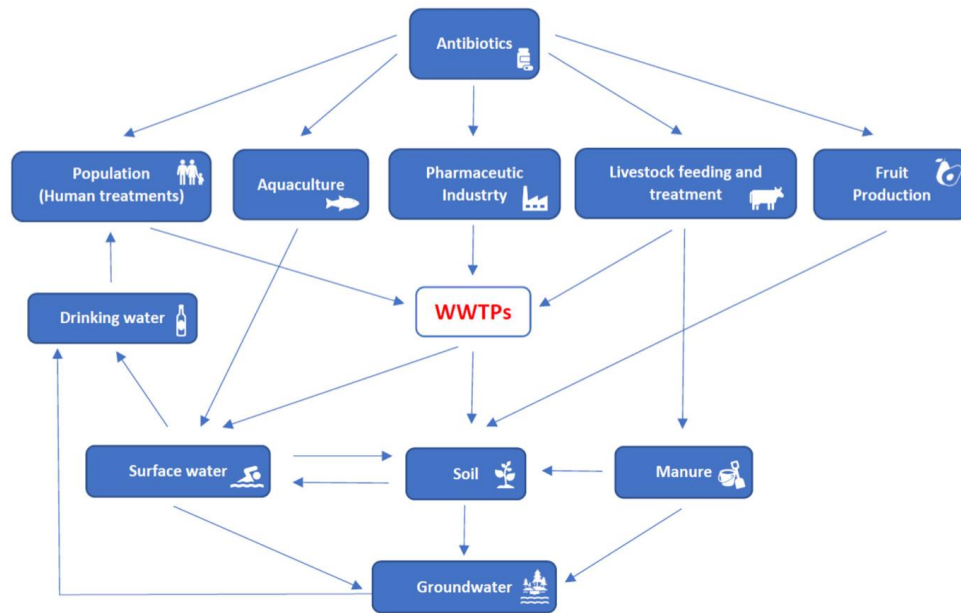 Antibiotics
Population
(Human treatments)
Aquaculture
Pharmaceutic
Industrty
Livestock feeding and
treatment
Fruit
Production
WWTPs
Drinking water
Surface water
Soil
Manure
Groundwater